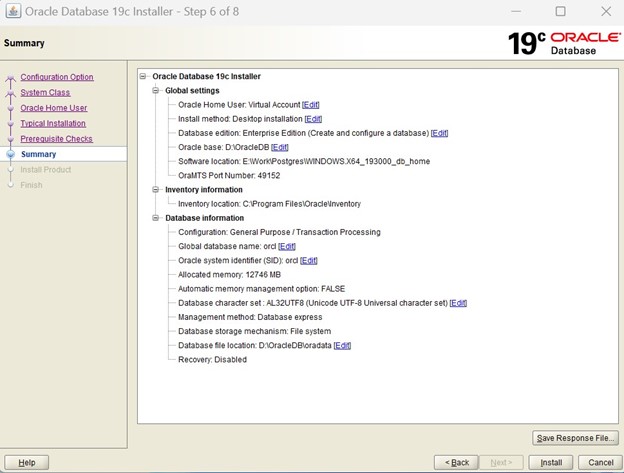 Oracle Database 19c Installer - Step 6 of 8
Summary
19c ORACLE
Database
Configuration Option
System Class
Oracle Home User
Typical Installation
Prerequisite Checks
Summary
Install Product
Finish
Oracle Database 19c Installer
Global settings
Oracle Home User: Virtual Account [Edit]
Install method: Desktop installation [Edit]
Database edition: Enterprise Edition (Create and configure a database) [Edit]
Oracle base: D:\OracleDB [Edit]
Software location: E:\Work\Postgres\WINDOWS.X64_193000_db_home
OraMTS Port Number: 49152
Inventory information
Inventory location: C:\Program Files\Oracle\Inventory
Database information
Configuration: General Purpose / Transaction Processing
Global database name: orcl [Edit]
Oracle system identifier (SID): orcl [Edit]
Allocated memory: 12746 MB
Automatic memory management option: FALSE
Database character set : AL32UTF8 (Unicode UTF-8 Universal character set) [Edit]
Management method: Database express
Database storage mechanism: File system
Database file location: D:\OracleDB\oradata [Edit]
Recovery: Disabled
Save Response File...
Help
< Back
Next >
Install
Cancel